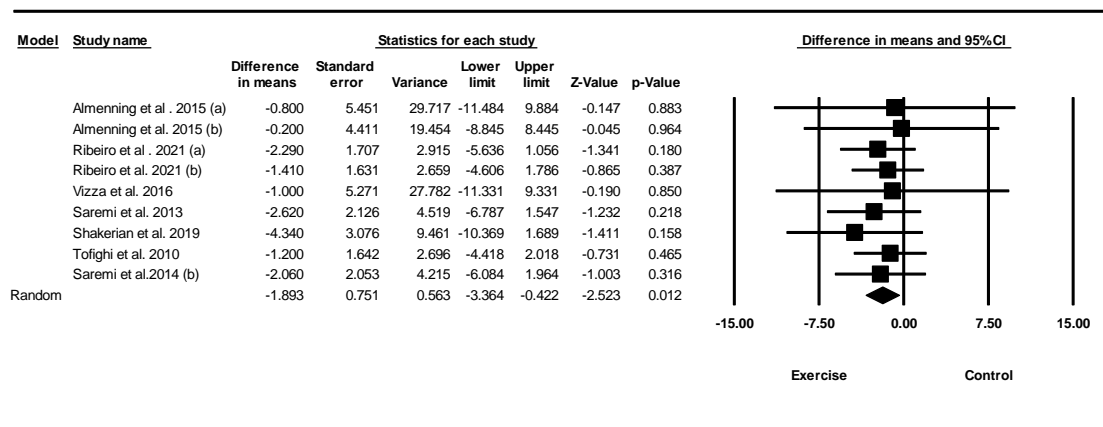 Model Study name Statistics for each study Difference in means and 95%CI
Difference in means Standard error Variance Lower limit Upper limit Z-Value p-Value
Almenning et al . 2015 (a) -0.800 5.451 29.717 -11.484 9.884 -0.147 0.883
Almenning et al. 2015 (b) -0.200 4.411 19.454 -8.845 8.445 -0.045 0.964
Ribeiro et al . 2021 (a) -2.290 1.707 2.915 -5.636 1.056 -1.341 0.180
Ribeiro et al. 2021 (b) -1.410 1.631 2.659 -4.606 1.786 -0.865 0.387
Vizza et al. 2016 -1.000 5.271 27.782 -11.331 9.331 -0.190 0.850
Saremi et al. 2013 -2.620 2.126 4.519 -6.787 1.547 -1.232 0.218
Shakerian et al. 2019 -4.340 3.076 9.461 -10.369 1.689 -1.411 0.158
Tofighi et al. 2010 -1.200 1.642 2.696 -4.418 2.018 -0.731 0.465
Saremi et al.2014 (b) -2.060 2.053 4.215 -6.084 1.964 -1.003 0.316
Random -1.893 0.751 0.563 -3.364 -0.422 -2.523 0.012
-15.00 -7.50 0.00 7.50 15.00
Exercise Control